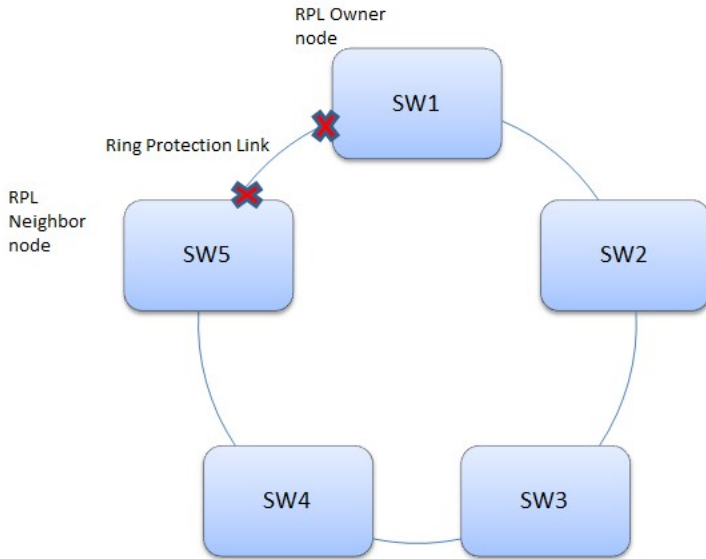 RPL Owner
node
SW1
Ring Protection Link
RPL
Neighbor
node
SW5
SW2
SW4
SW3